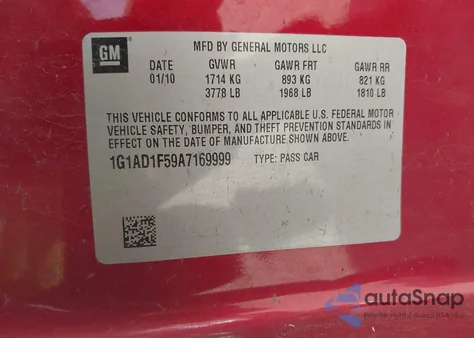 GM
MFD BY GENERAL MOTORS LLC
DATE GVWR GAWR FRT GAWR RR
01/10 1714 KG 893 KG 821 KG
3778 LB 1968 LB 1810 LB
THIS VEHICLE CONFORMS TO ALL APPLICABLE U.S. FEDERAL MOTOR
VEHICLE SAFETY, BUMPER, AND THEFT PREVENTION STANDARDS IN
EFFECT ON THE DATE OF MANUFACTURE SHOWN ABOVE.
1G1AD1F59A7169999 TYPE: PASS CAR
autoSnap